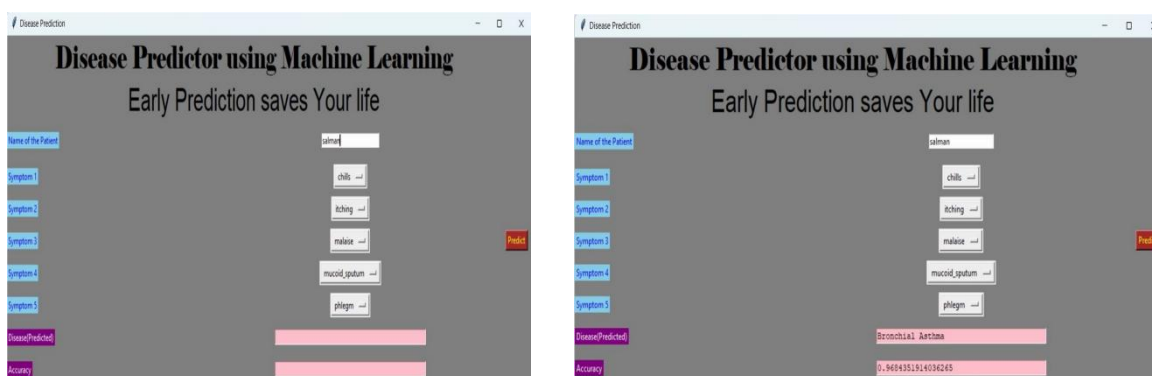 Disease Prediction
Disease Predictor using Machine Learning
Early Prediction saves Your life
Name of the Patient salman
Symptom 1 chills
Symptom 2 itching
Symptom 3 malaise Predict
Symptom 4 mucoid_sputum
Symptom 5 phlegm
Disease(Predicted)
Accuracy
Disease Prediction
Disease Predictor using Machine Learning
Early Prediction saves Your life
Name of the Patient salman
Symptom 1 chills
Symptom 2 itching
Symptom 3 malaise Predi
Symptom 4 mucoid_sputum
Symptom 5 phlegm
Disease(Predicted) Bronchial Asthma
Accuracy 0.9684351914036265